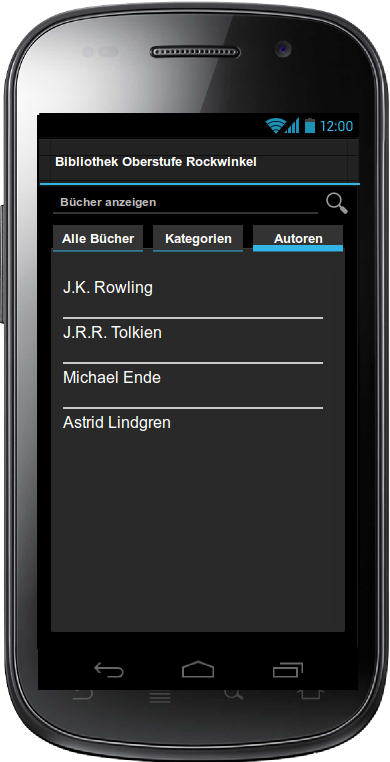 12:00
Bibliothek Oberstufe Rockwinkel
Bücher anzeigen
Alle Bücher Kategorien Autoren
J.K. Rowling
J.R.R. Tolkien
Michael Ende
Astrid Lindgren